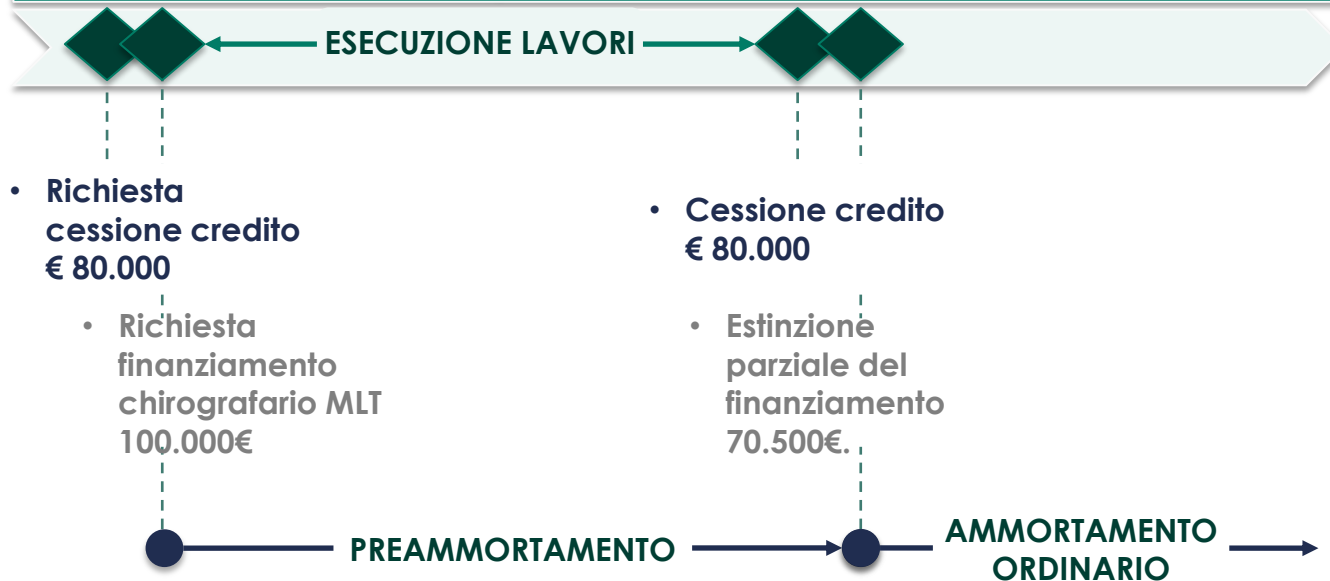 ESECUZIONE LAVORI
• Richiesta
cessione credito
€ 80.000
• Cessione credito
€ 80.000
• Richiesta
finanziamento
chirografario MLT
100.000€
• Estinzione
parziale del
finanziamento
70.500€.
PREAMMORTAMENTO
AMMORTAMENTO
ORDINARIO